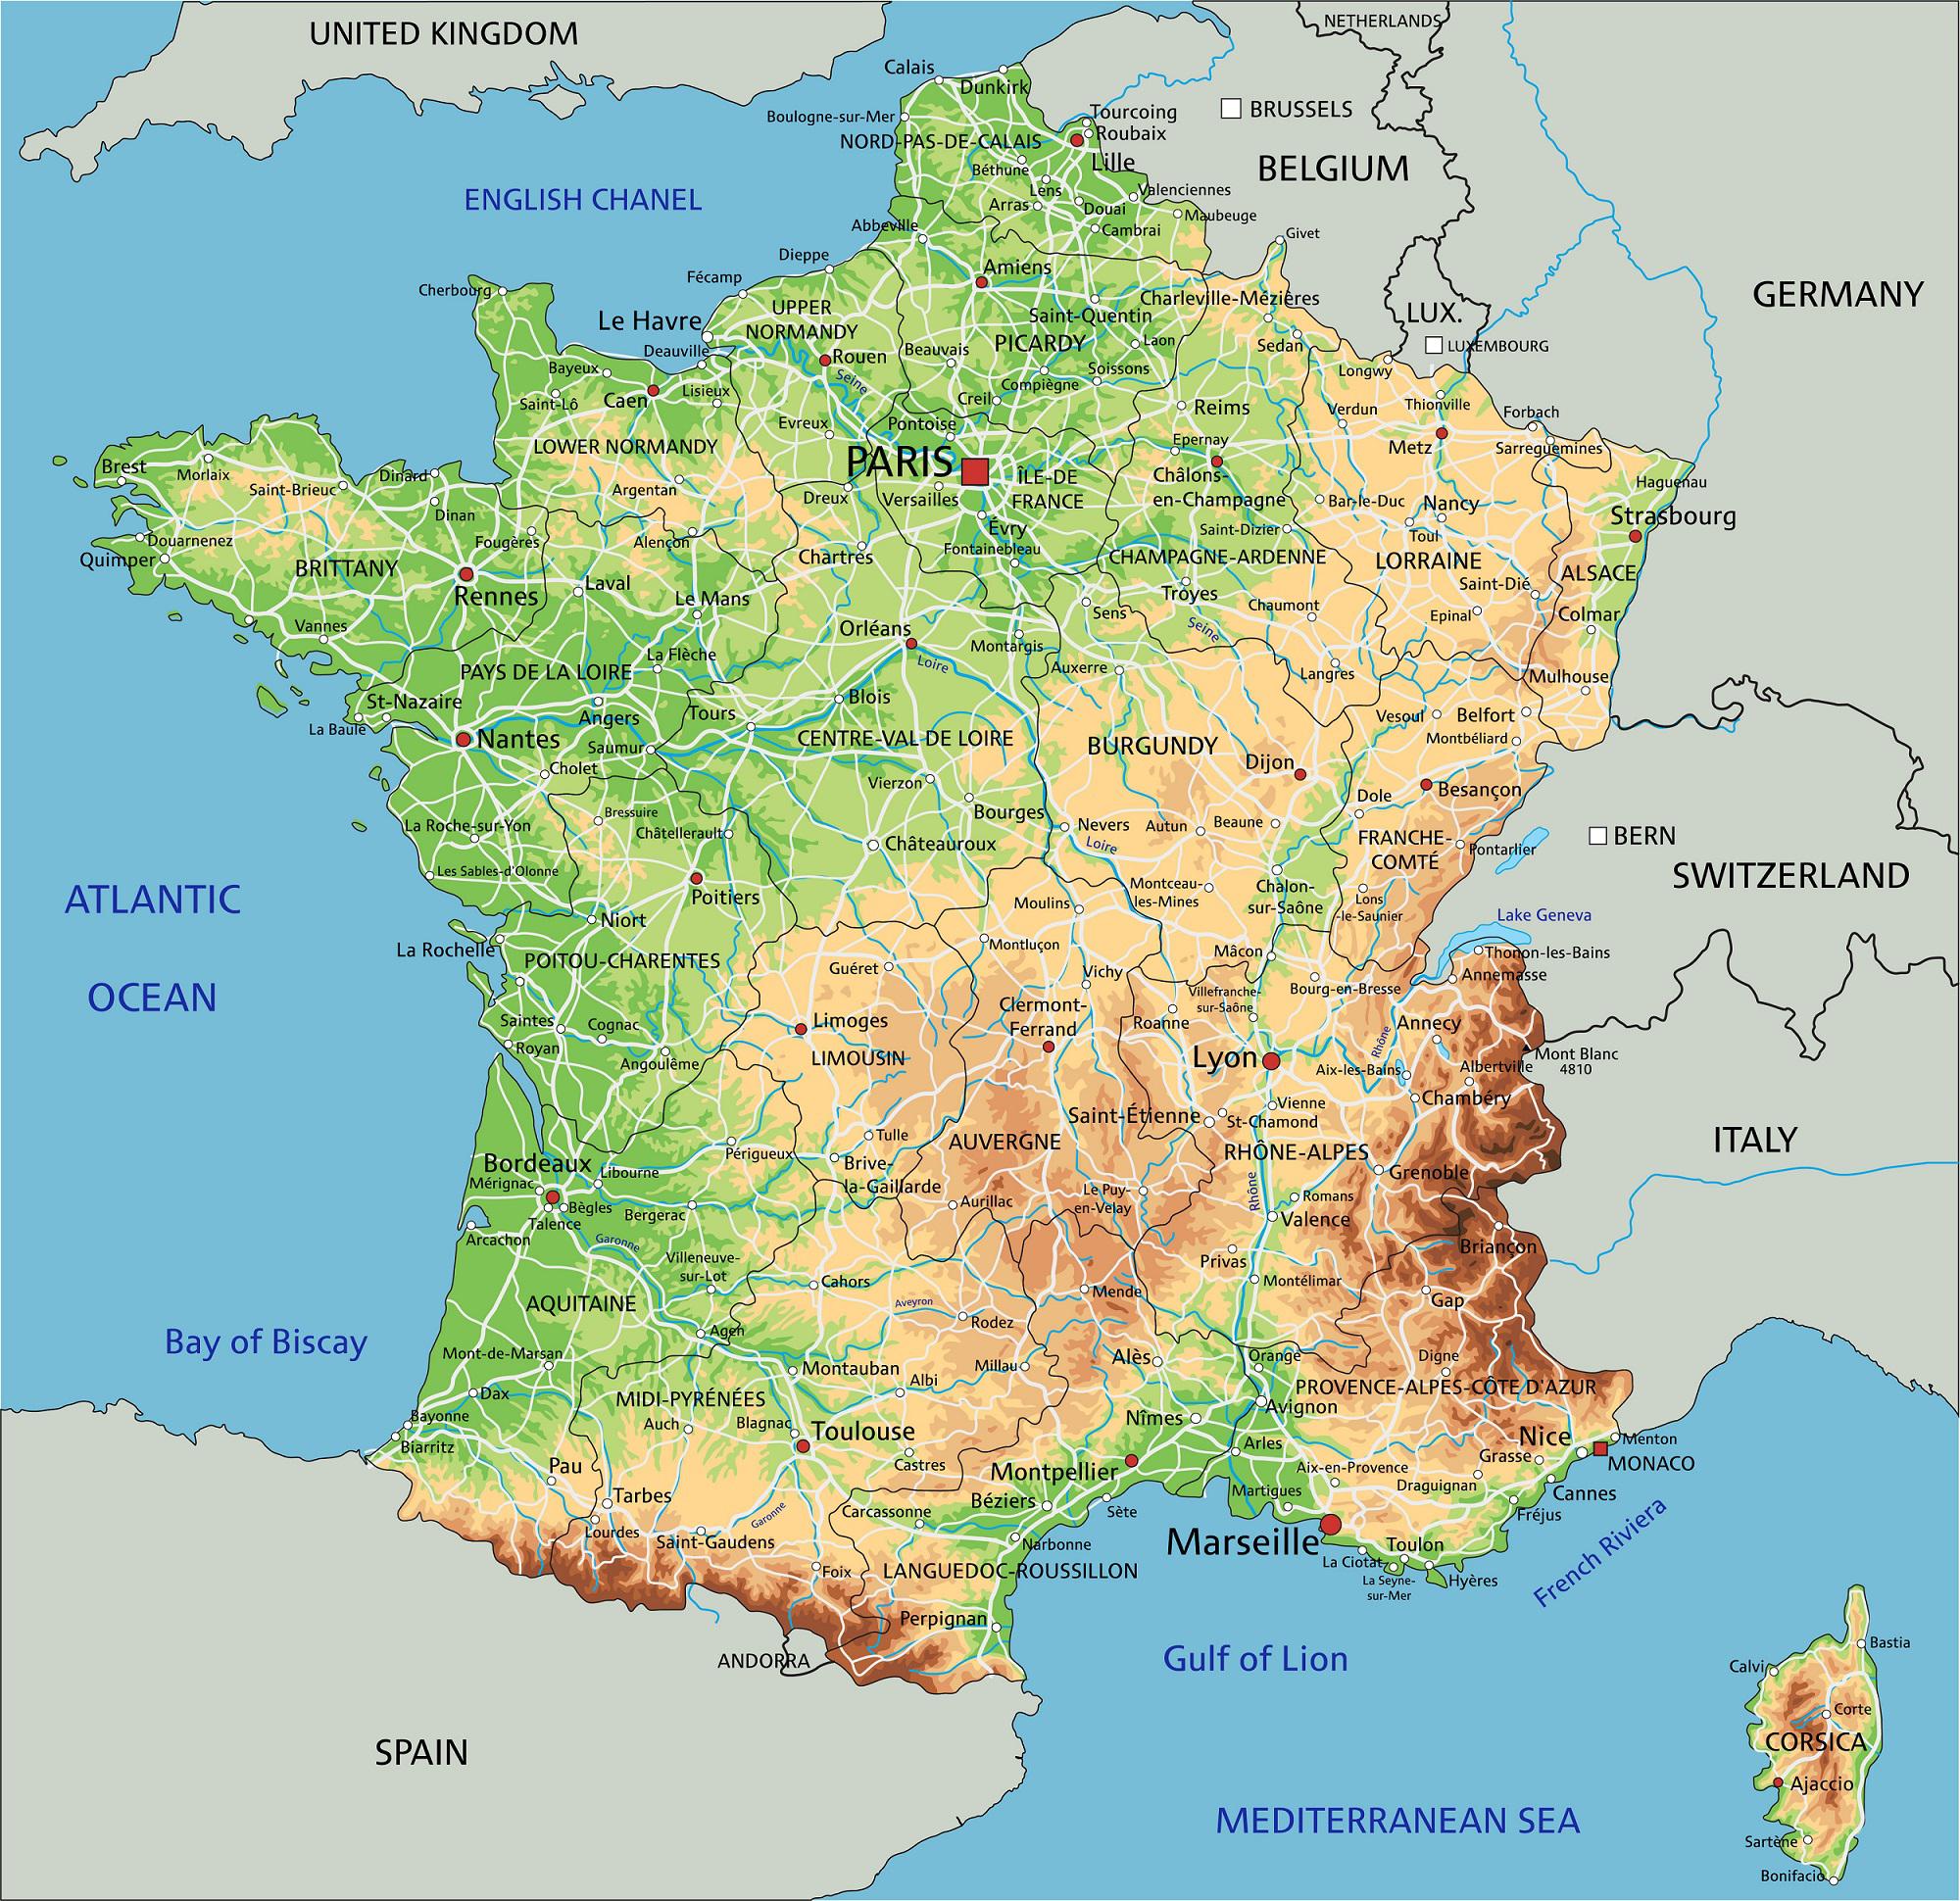 UNITED KINGDOM
NETHERLANDS
Calais
Dunkirk
Boulogne-sur-Mer
Tourcoing
BRUSSELS
Roubaix
NORD-PAS-DE-CALAIS
Lille
BELGIUM
Béthune
Lens
Valenciennes
ENGLISH CHANEL
Arras
Douai
Maubeuge
Abbeville
Cambrai
Givet
Dieppe
Amiens
Fécamp
Cherbourg
Charleville-Mézières
GERMANY
UPPER
NORMANDY
Saint-Quentin
LUX.
Le Havre
PICARDY
Laon
Sedan
LUXEMBOURG
Deauville
Rouen
Beauvais
Bayeux
Seine
Compiègne
Soissons
Longwy
Lisieux
Saint-Lô
Caen
Creil
Reims
Verdun
Thionville
Forbach
Evreux
Pontoise
LOWER NORMANDY
Epernay
Metz
Sarreguemines
PARIS
Brest
Morlaix
Dinard
ÎLE-DE
FRANCE
Châlons-
en-Champagne
Haguenau
Saint-Brieuc
Argentan
Dreux
Versailles
Bar-le-Duc
Nancy
Dinan
Strasbourg
Évry
Saint-Dizier
Toul
Douarnenez
Fougères
Alençon
Fontainebleau
Chartres
CHAMPAGNE-ARDENNE
LORRAINE
Quimper
BRITTANY
ALSACE
Rennes
Laval
Le Mans
Troyes
Saint-Dié
Chaumont
Sens
Epinal
Colmar
Vannes
Orléans
Seine
Montargis
La Flèche
Loire
Auxerre
Langres
PAYS DE LA LOIRE
Mulhouse
St-Nazaire
Blois
Angers
Tours
Vesoul
Belfort
La Baule
Nantes
Saumur
CENTRE-VAL DE LOIRE
BURGUNDY
Montbéliard
Cholet
Dijon
Vierzon
Besançon
Dole
Bressuire
Bourges
La Roche-sur-Yon
Châtellerault
Nevers
Autun
Beaune
FRANCHE-
COMTÉ
BERN
Châteauroux
Loire
Pontarlier
Les Sables-d'Olonne
SWITZERLAND
Poitiers
Montceau-
les-Mines
Chalon-
sur-Saône
Lons
-le-Saunier
ATLANTIC
Moulins
Niort
Lake Geneva
La Rochelle
Montluçon
Mâcon
Thonon-les-Bains
POITOU-CHARENTES
Guéret
Vichy
Annemasse
OCEAN
Villefranche-
sur-Saône
Bourg-en-Bresse
Clermont-
Ferrand
Saintes
Cognac
Limoges
Roanne
Annecy
Royan
Rhône
LIMOUSIN
Lyon
Mont Blanc
4810
Angoulême
Aix-les-Bains
Albertville
Chambéry
Vienne
Saint-Étienne
St-Chamond
Tulle
AUVERGNE
ITALY
Périgueux
RHÔNE-ALPES
Bordeaux
Libourne
Brive-
la-Gaillarde
Grenoble
Mérignac
Le Puy-
en-Velay
Rhône
Romans
Bègles
Talence
Bergerac
Aurillac
Valence
Arcachon
Garonne
Briançon
Villeneuve-
sur-Lot
Privas
Cahors
Montélimar
Mende
AQUITAINE
Aveyron
Gap
Rodez
Bay of Biscay
Agen
Mont-de-Marsan
Millau
Alès
Orange
Digne
Montauban
Albi
Dax
MIDI-PYRÉNÉES
PROVENCE-ALPES-CÔTE D'AZUR
Avignon
Bayonne
Auch
Blagnac
Nîmes
Toulouse
Nice
Menton
Biarritz
Arles
Castres
Grasse
MONACO
Pau
Montpellier
Aix-en-Provence
Draguignan
Tarbes
Béziers
Martigues
Cannes
Carcassonne
Sète
Garonne
Fréjus
Lourdes
Saint-Gaudens
Marseille
French Riviera
Narbonne
Toulon
La Ciotat
Foix
LANGUEDOC-ROUSSILLON
La Seyne-
sur-Mer
Hyères
Perpignan
Bastia
ANDORRA
Gulf of Lion
Calvi
Corte
CORSICA
SPAIN
Ajaccio
MEDITERRANEAN SEA
Sartène
Bonifacio